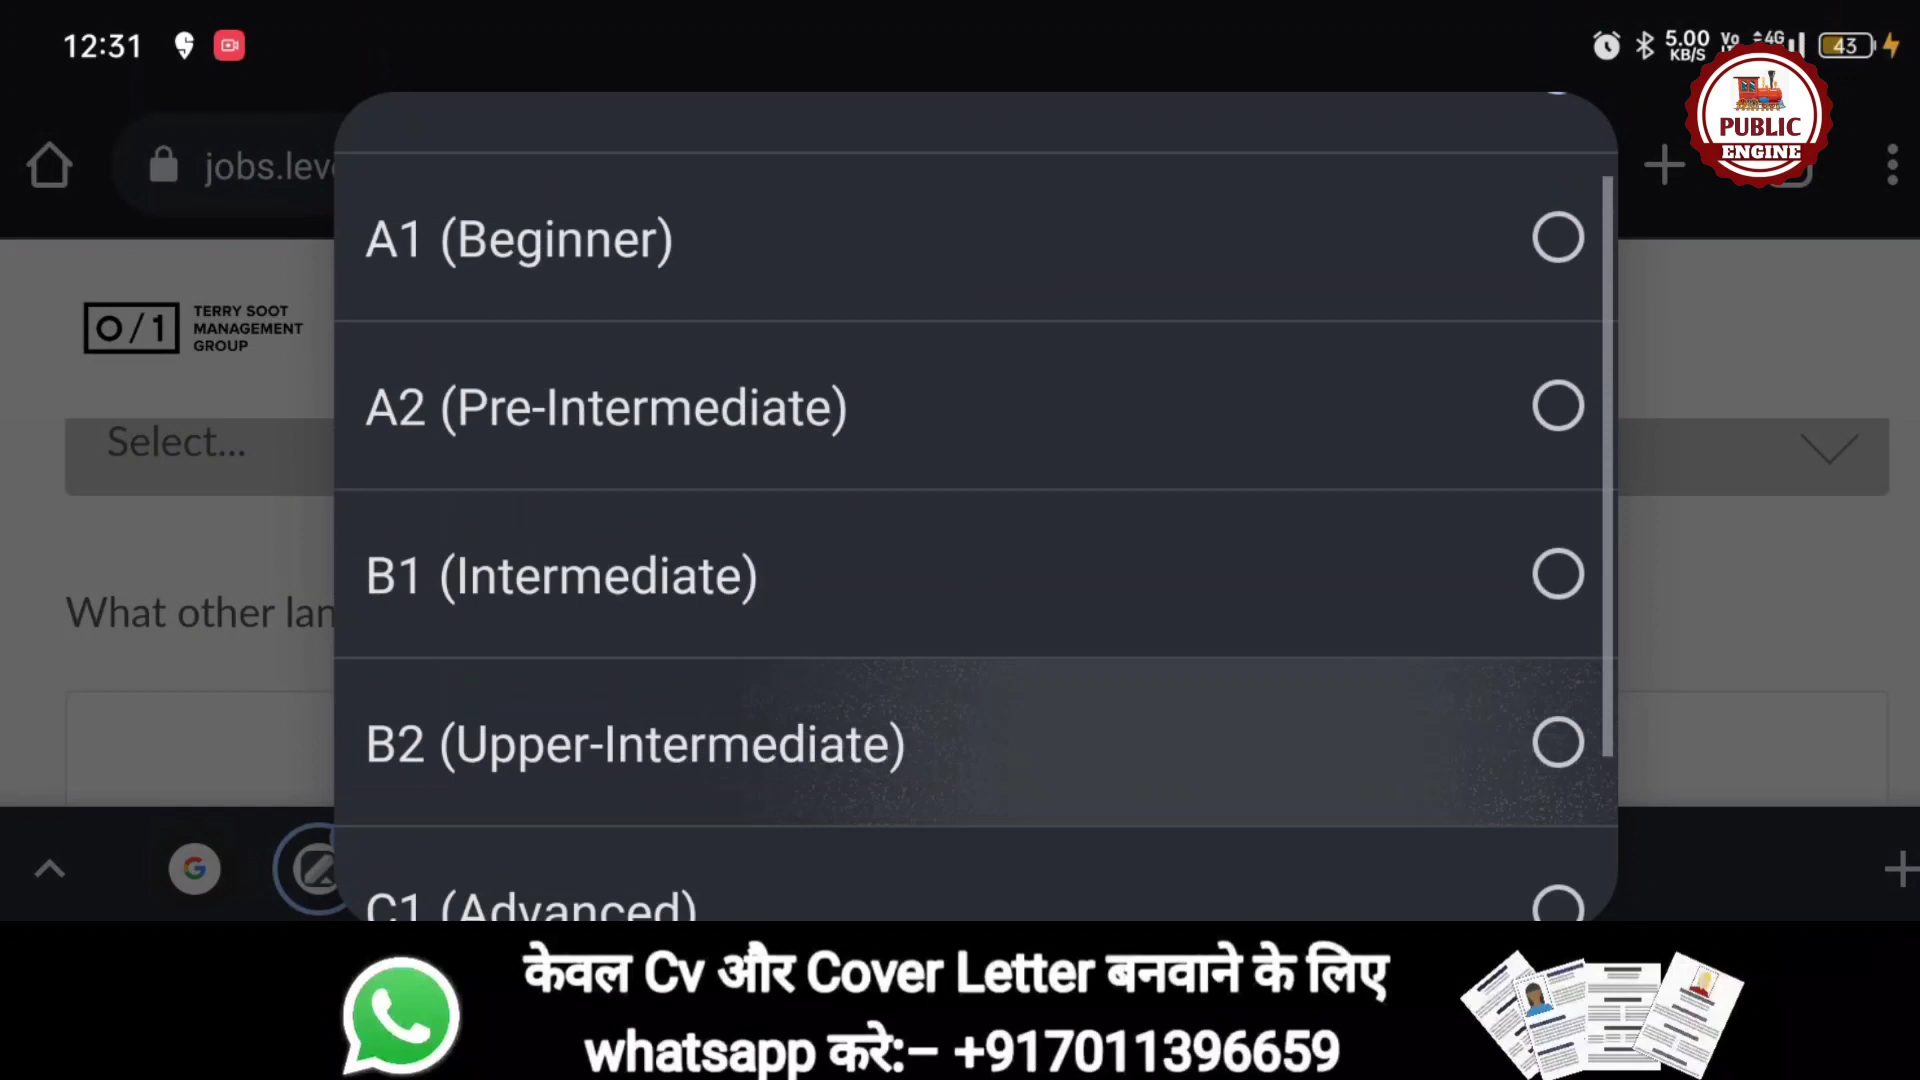 12:31
5.00
KB/S
4G
43
PUBLIC
ENGINE
jobs.lev
A1 (Beginner)
TERRY SOOT
MANAGEMENT
GROUP
0/1
A2 (Pre-Intermediate)
Select...
B1 (Intermediate)
What other lan
B2 (Upper-Intermediate)
C1 (Advanced)
केवल Cv और Cover Letter बनवाने के लिए
whatsapp करे:– +917011396659